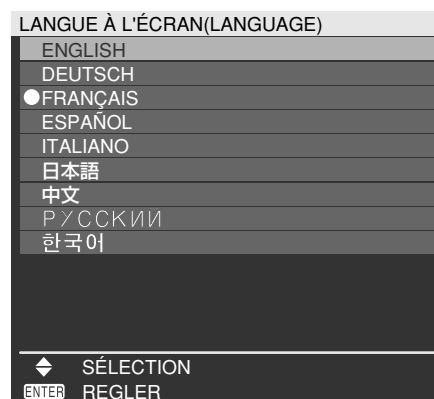 LANGUE À L'ÉCRAN(LANGUAGE)
ENGLISH
DEUTSCH
FRANÇAIS
ESPAÑOL
ITALIANO
日本語
中文
РУССКИИ
한국어
SÉLECTION
ENTER REGLER